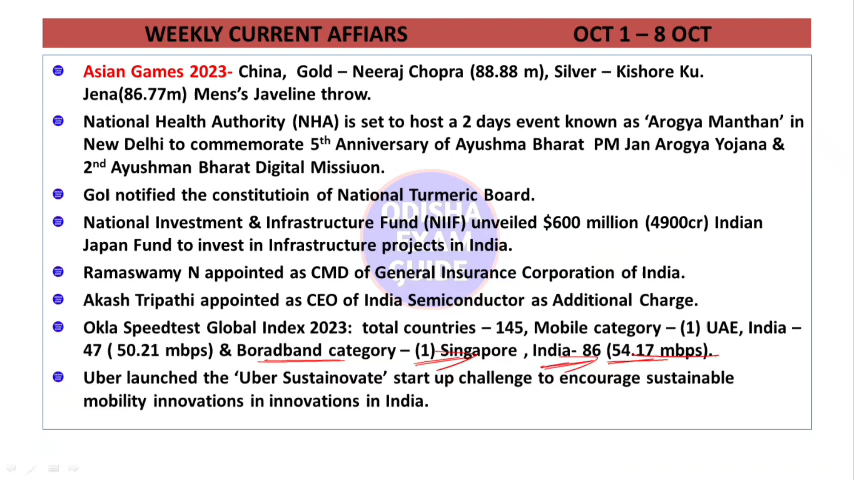 WEEKLY CURRENT AFFIARS OCT 1 – 8 OCT
Asian Games 2023- China, Gold – Neeraj Chopra (88.88 m), Silver – Kishore Ku.
Jena(86.77m) Mens's Javeline throw.
National Health Authority (NHA) is set to host a 2 days event known as 'Arogya Manthan' in
New Delhi to commemorate 5th Anniversary of Ayushma Bharat PM Jan Arogya Yojana &
2nd Ayushman Bharat Digital Missiuon.
GoI notified the constitutioin of National Turmeric Board.
National Investment & Infrastructure Fund (NIIF) unveiled $600 million (4900cr) Indian
Japan Fund to invest in Infrastructure projects in India.
Ramaswamy N appointed as CMD of General Insurance Corporation of India.
Akash Tripathi appointed as CEO of India Semiconductor as Additional Charge.
Okla Speedtest Global Index 2023: total countries – 145, Mobile category – (1) UAE, India –
47 ( 50.21 mbps) & Boradband category – (1) Singapore , India- 86 (54.17 mbps).
Uber launched the 'Uber Sustainovate' start up challenge to encourage sustainable
mobility innovations in innovations in India.
ODISHA
EXAM
GUIDE